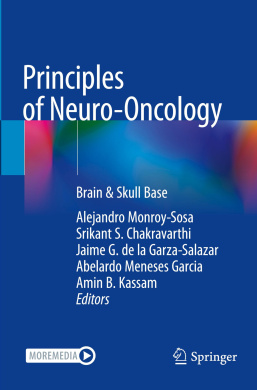 Principles
of Neuro-Oncology
Brain & Skull Base
Alejandro Monroy-Sosa
Srikant S. Chakravarthi
Jaime G. de la Garza-Salazar
Abelardo Meneses Garcia
Amin B. Kassam
Editors
MOREMEDIA
Springer